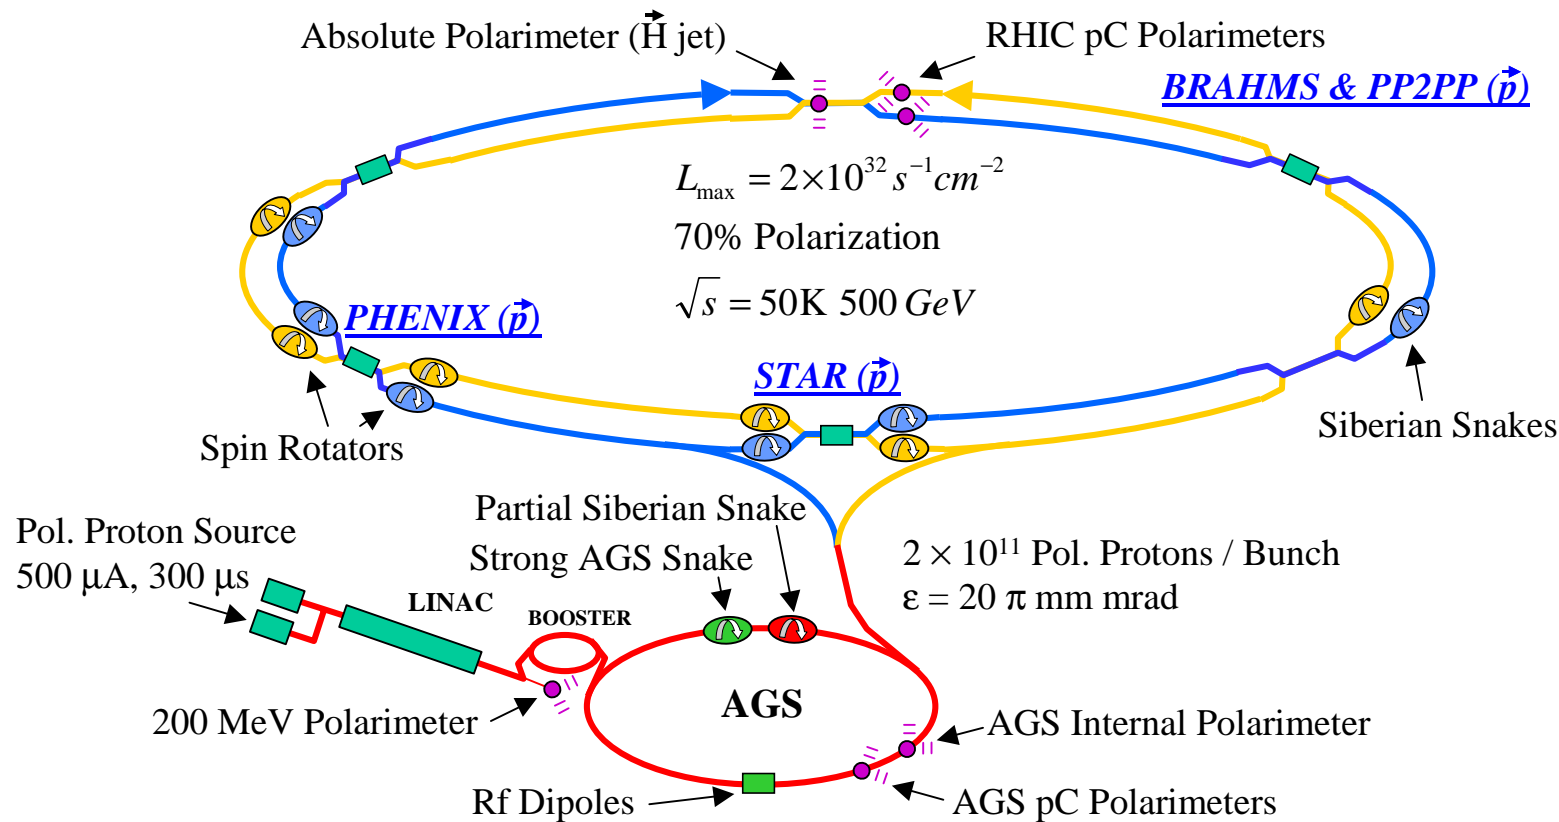 Absolute Polarimeter (H⃗ jet)
RHIC pC Polarimeters
BRAHMS & PP2PP (p⃗)
L_max = 2×10^32 s^−1 cm^−2
70% Polarization
√s = 50K 500 GeV
PHENIX (p⃗)
STAR (p⃗)
Siberian Snakes
Spin Rotators
Partial Siberian Snake
Strong AGS Snake
Pol. Proton Source
500 μA, 300 μs
2 × 10^11 Pol. Protons / Bunch
ε = 20 π mm mrad
LINAC
BOOSTER
AGS
200 MeV Polarimeter
AGS Internal Polarimeter
Rf Dipoles
AGS pC Polarimeters